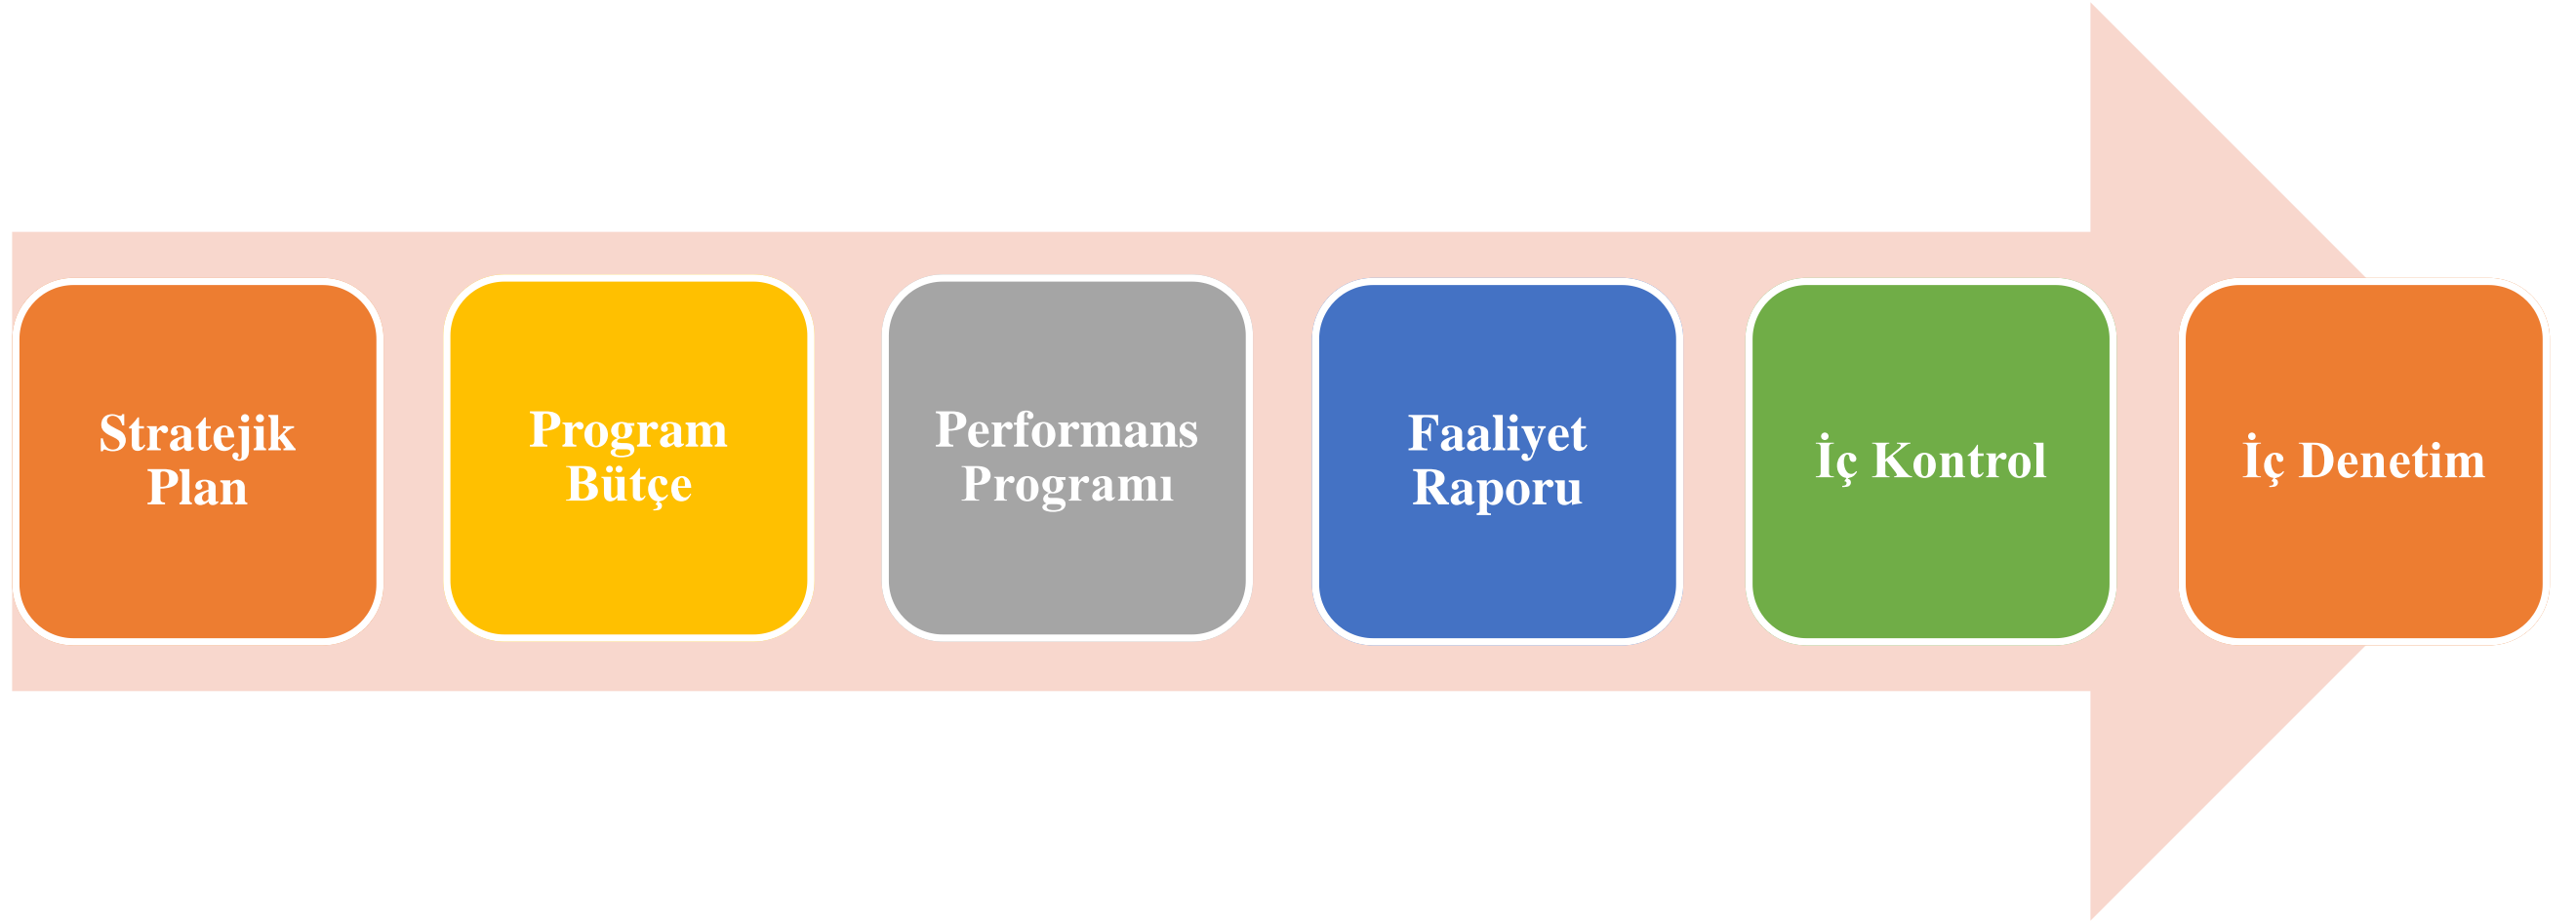 Stratejik
Plan
Program
Bütçe
Performans
Programı
Faaliyet
Raporu
İç Kontrol
İç Denetim